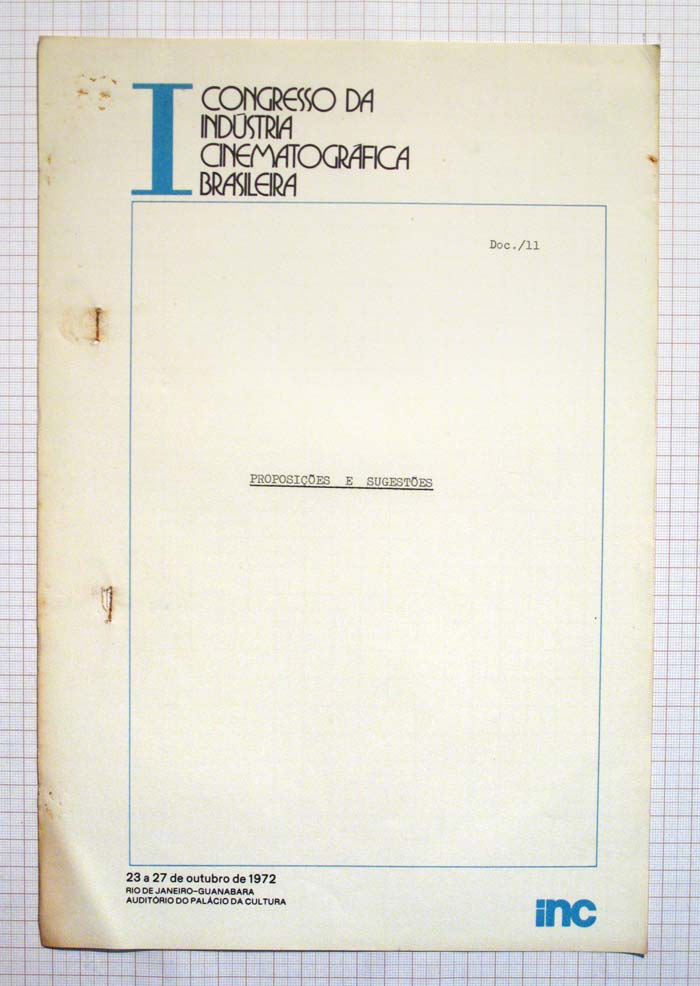 I CONGRESSO DA
INDÚSTRIA
CINEMATOGRÁFICA
BRASILEIRA
Doc./11
PROPOSIÇÕES E SUGESTÕES
23 a 27 de outubro de 1972
RIO DE JANEIRO-GUANABARA
AUDITÓRIO DO PALÁCIO DA CULTURA
inc